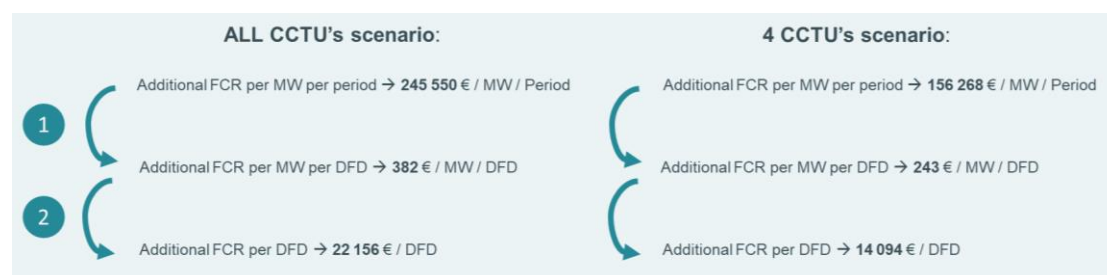 ALL CCTU's scenario:
4 CCTU's scenario:
Additional FCR per MW per period → 245 550 € / MW / Period
Additional FCR per MW per period → 156 268 € / MW / Period
1
Additional FCR per MW per DFD → 382 € / MW / DFD
Additional FCR per MW per DFD → 243 € / MW / DFD
2
Additional FCR per DFD → 22 156 € / DFD
Additional FCR per DFD → 14 094 € / DFD